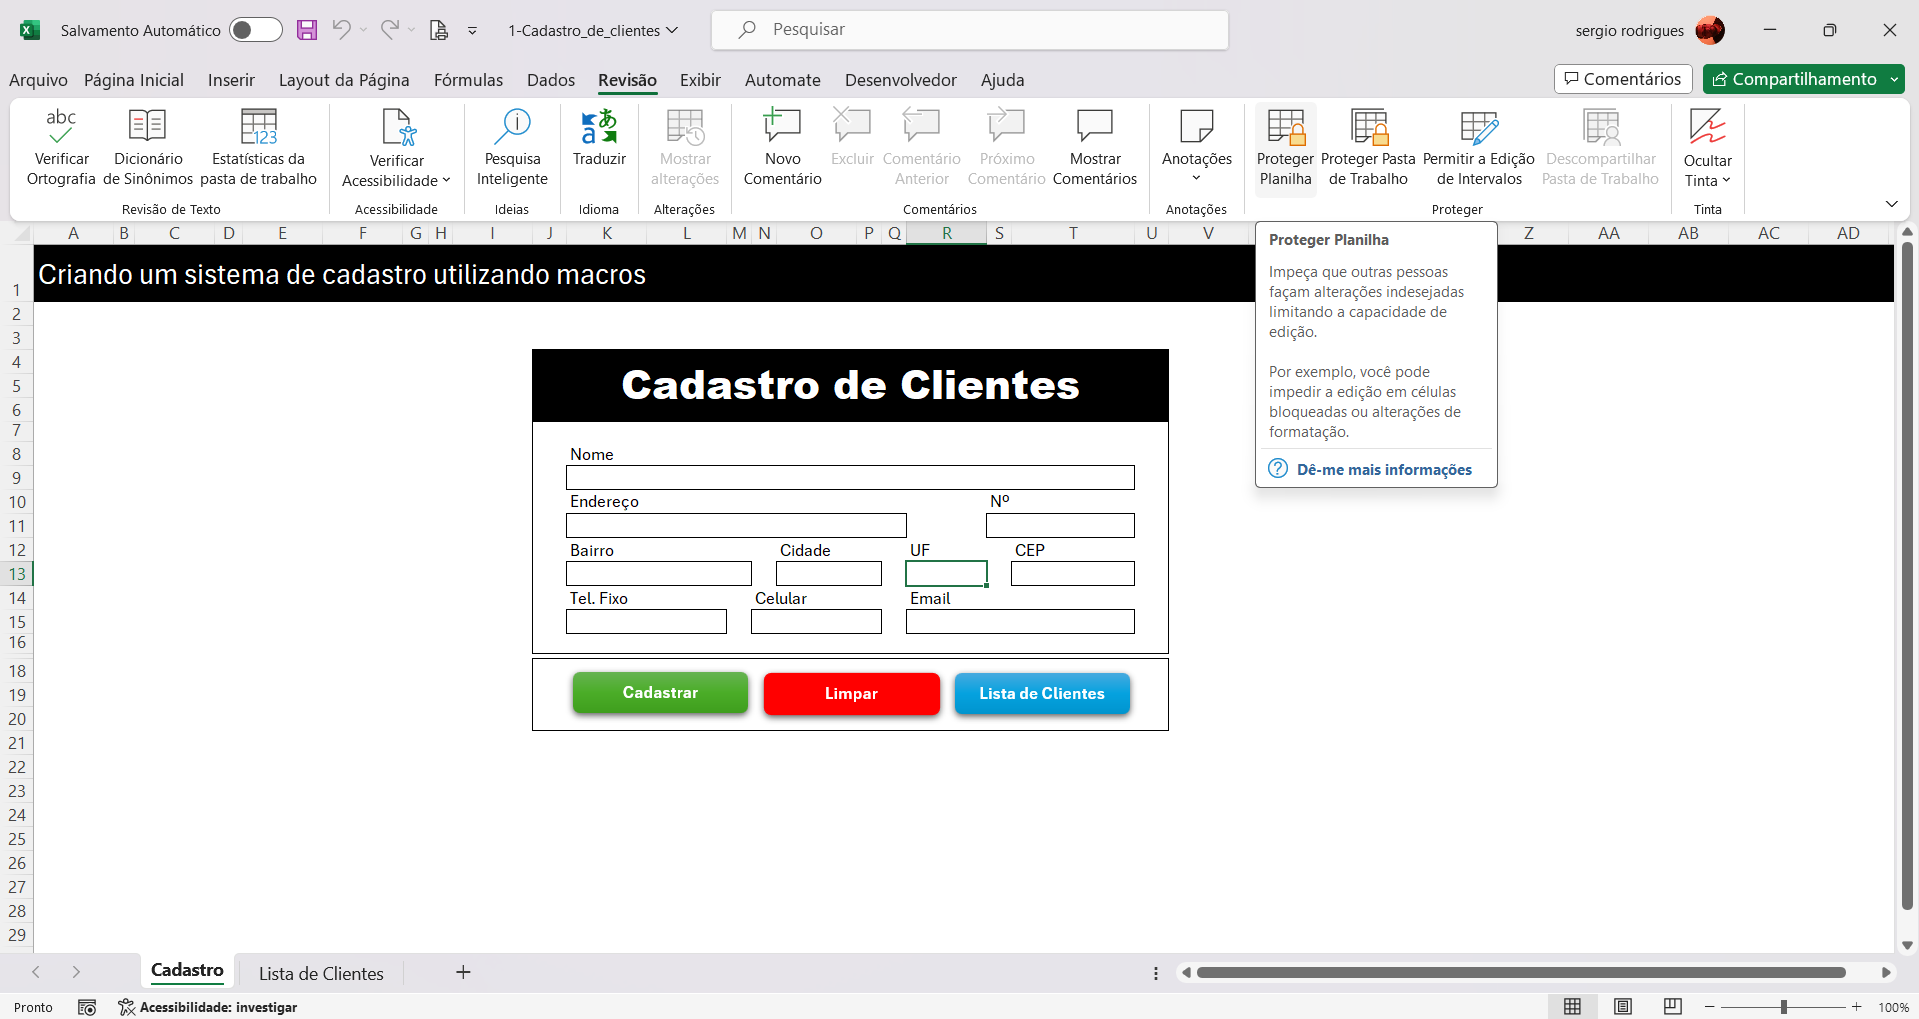 Salvamento Automático
1-Cadastro_de_clientes
Pesquisar
sergio rodrigues
Arquivo Página Inicial Inserir Layout da Página Fórmulas Dados Revisão Exibir Automate Desenvolvedor Ajuda
Comentários
Compartilhamento
abc
Verificar
Ortografia
Dicionário
de Sinônimos
123
Estatísticas da
pasta de trabalho
Revisão de Texto
Verificar
Acessibilidade
Acessibilidade
Pesquisa
Inteligente
Ideias
あ
a
Traduzir
Idioma
Mostrar
alterações
Alterações
Novo
Comentário
Excluir
Comentário
Anterior
Próximo
Comentário
Mostrar
Comentários
Comentários
Anotações
Anotações
Proteger
Planilha
Proteger Pasta
de Trabalho
Permitir a Edição
de Intervalos
Descompartilhar
Pasta de Trabalho
Proteger
Ocultar
Tinta
Tinta
A B C D E F G H I J K L M N O P Q R S T U V Z AA AB AC AD
Proteger Planilha
Impeça que outras pessoas
façam alterações indesejadas
limitando a capacidade de
edição.
Por exemplo, você pode
impedir a edição em células
bloqueadas ou alterações de
formatação.
? Dê-me mais informações
1
Criando um sistema de cadastro utilizando macros
2
3
4
5
6
7
8
9
10
11
12
13
14
15
16
18
19
20
21
22
23
24
25
26
27
28
29
Cadastro de Clientes
Nome
Endereço Nº
Bairro Cidade UF CEP
Tel. Fixo Celular Email
Cadastrar Limpar Lista de Clientes
Cadastro Lista de Clientes +
Pronto Acessibilidade: investigar 100%